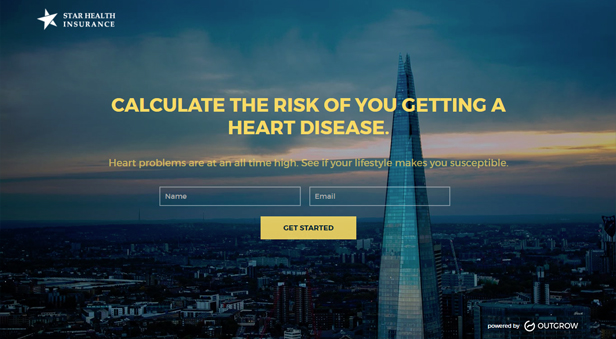 STAR HEALTH
INSURANCE
CALCULATE THE RISK OF YOU GETTING A
HEART DISEASE.
Heart problems are at an all time high. See if your lifestyle makes you susceptible.
Name
Email
GET STARTED
powered by OUTGROW